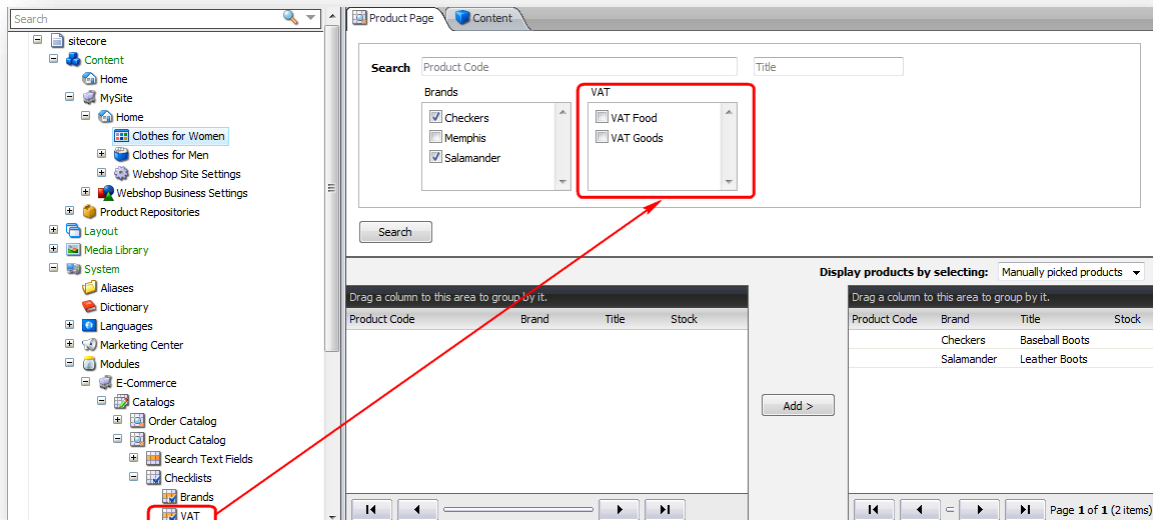 Search
sitecore
Content
Home
MySite
Home
Clothes for Women
Clothes for Men
Webshop Site Settings
Webshop Business Settings
Product Repositories
Layout
Media Library
System
Aliases
Dictionary
Languages
Marketing Center
Modules
E-Commerce
Catalogs
Order Catalog
Product Catalog
Search Text Fields
Checklists
Brands
VAT
Product Page Content
Search Product Code Title
Brands VAT
Checkers VAT Food
Memphis VAT Goods
Salamander
Search
Display products by selecting: Manually picked products
Drag a column to this area to group by it. Drag a column to this area to group by it.
Product Code Brand Title Stock Product Code Brand Title Stock
Checkers Baseball Boots
Salamander Leather Boots
Add >
Page 1 of 1 (2 items)